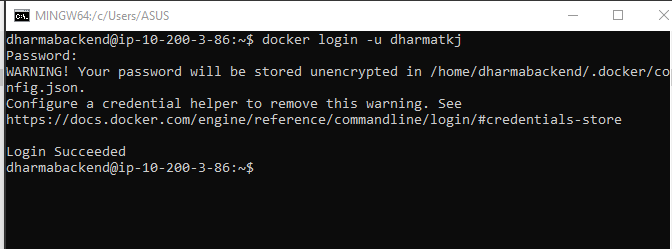 MINGW64:/c/Users/ASUS
dharmabackend@ip-10-200-3-86:~$ docker login -u dharmatkj
Password:
WARNING! Your password will be stored unencrypted in /home/dharmabackend/.docker/co
nfig.json.
Configure a credential helper to remove this warning. See
https://docs.docker.com/engine/reference/commandline/login/#credentials-store
Login Succeeded
dharmabackend@ip-10-200-3-86:~$